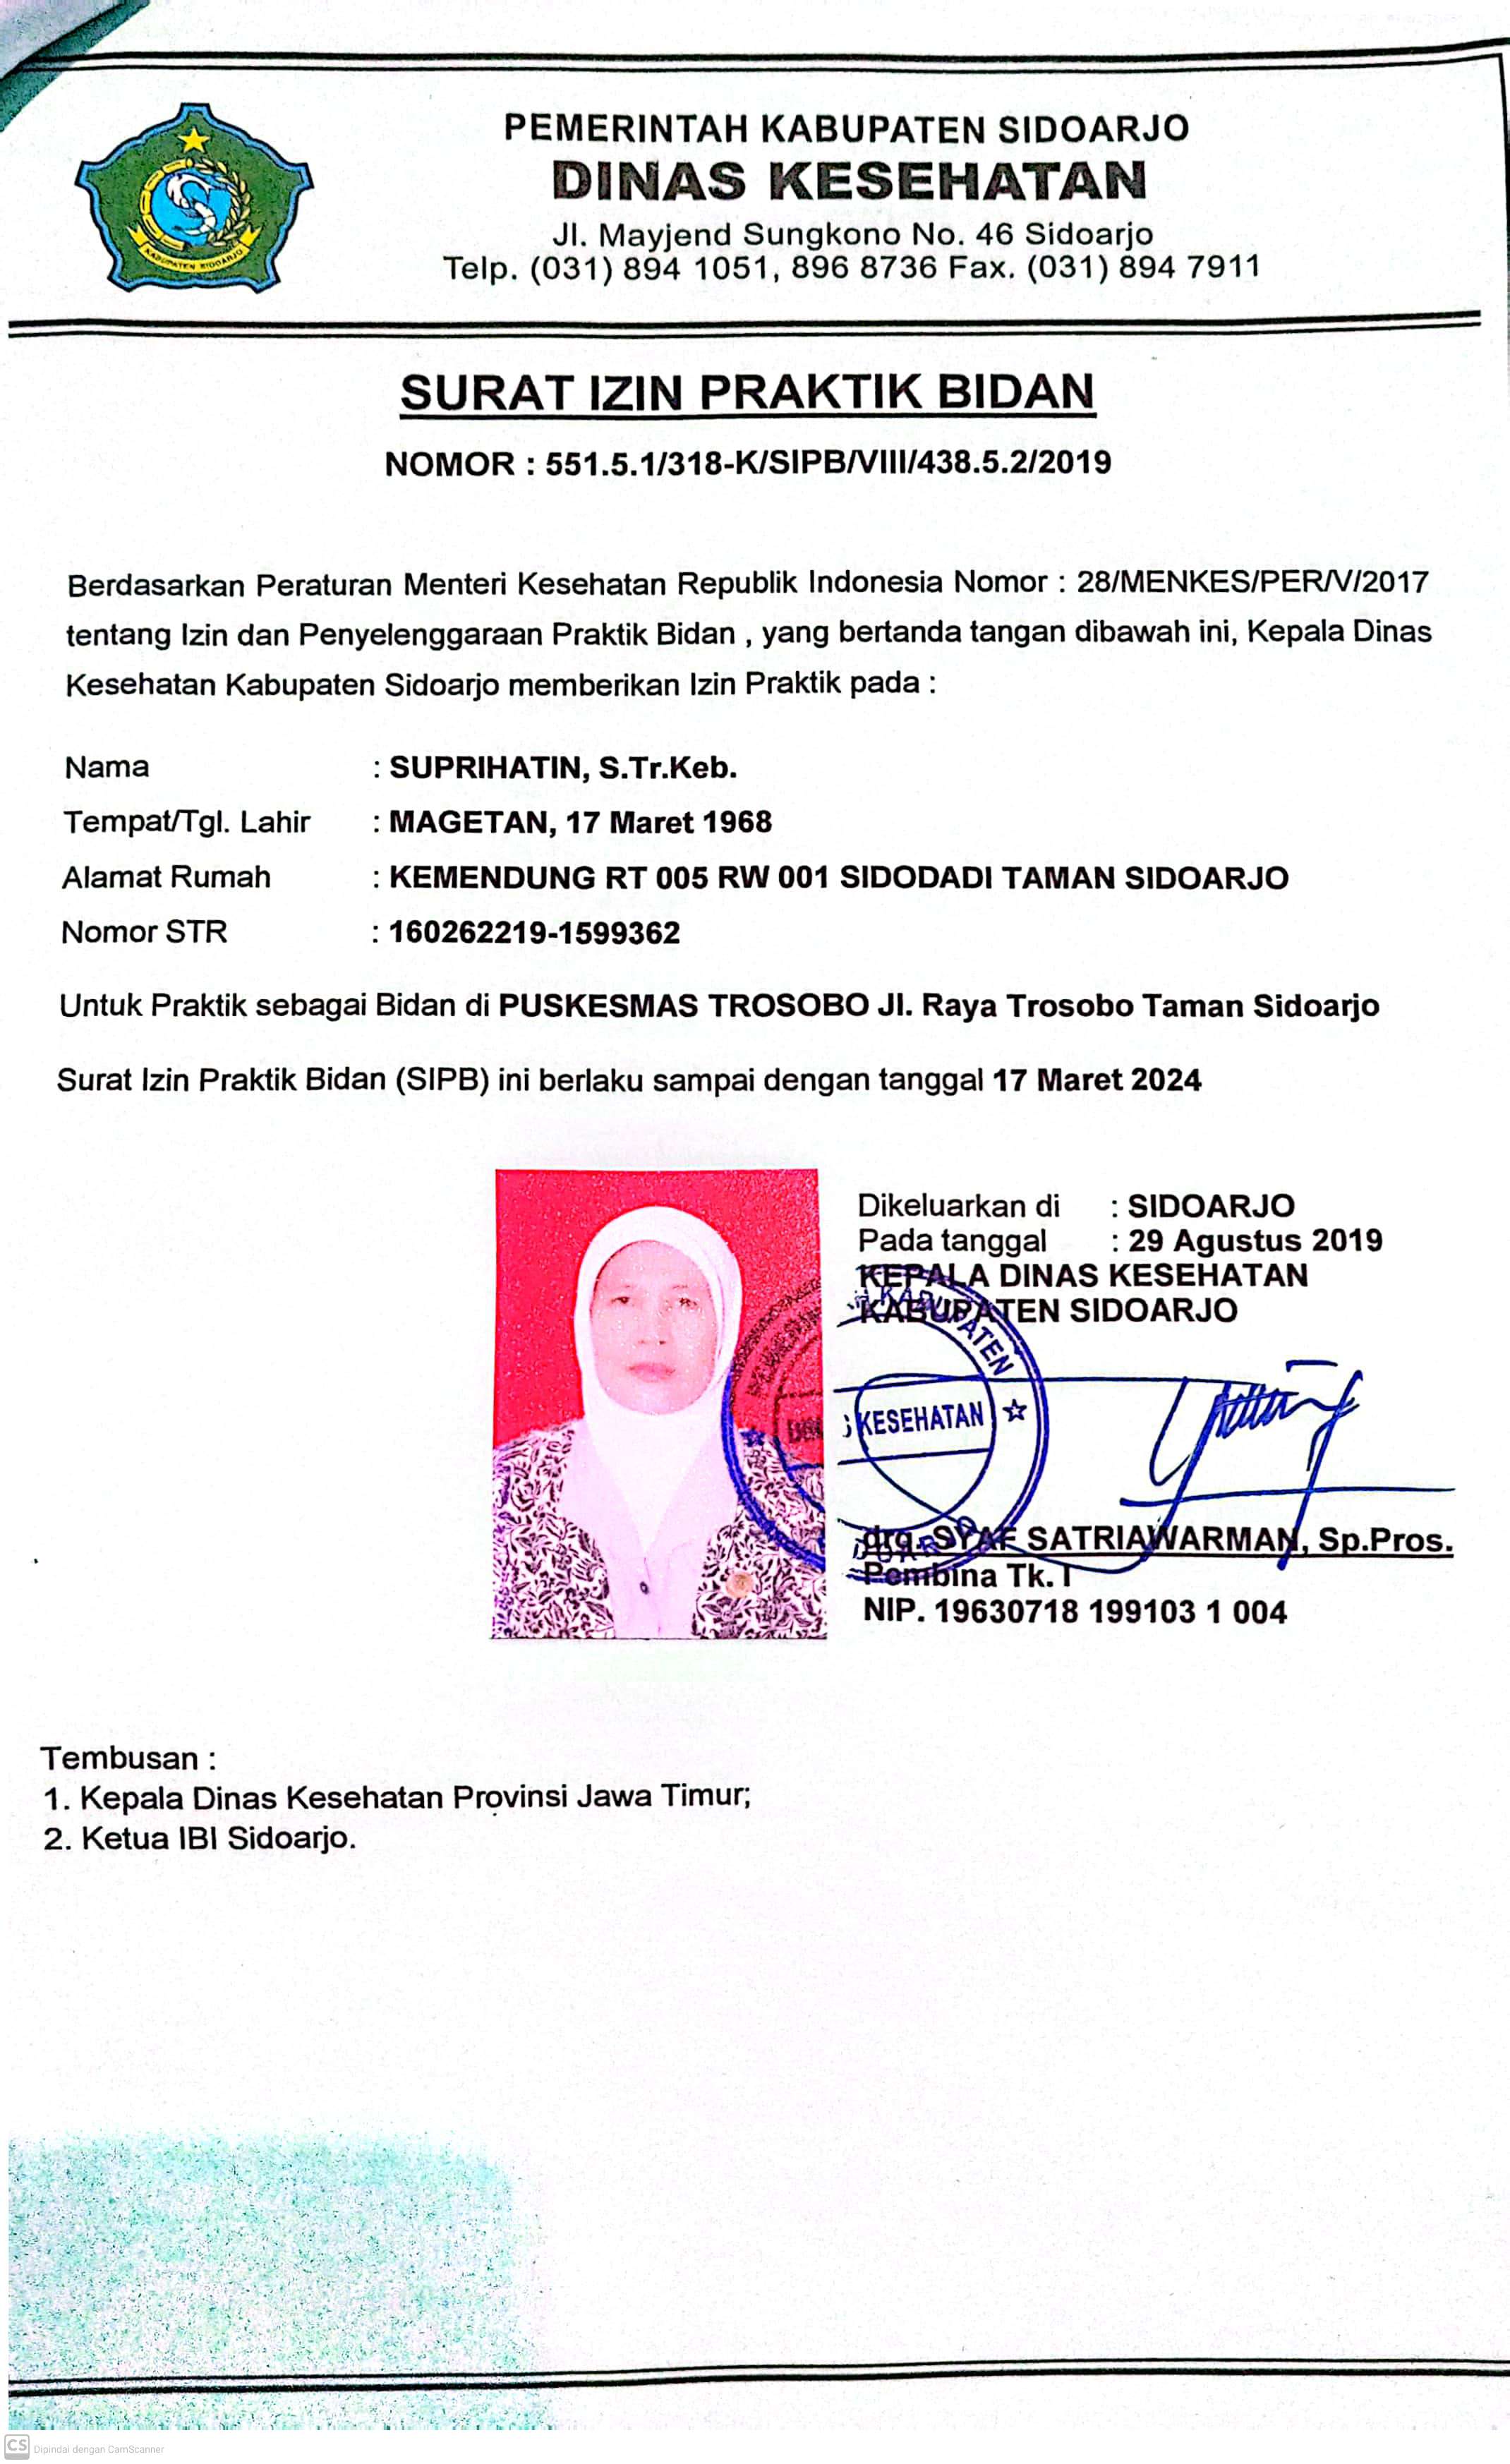 PEMERINTAH KABUPATEN SIDOARJO
DINAS KESEHATAN
Jl. Mayjend Sungkono No. 46 Sidoarjo
Telp. (031) 894 1051, 896 8736 Fax. (031) 894 7911
KABUPATEN SIDOARJO
SURAT IZIN PRAKTIK BIDAN
NOMOR : 551.5.1/318-K/SIPB/VIII/438.5.2/2019
Berdasarkan Peraturan Menteri Kesehatan Republik Indonesia Nomor : 28/MENKES/PER/V/2017
tentang Izin dan Penyelenggaraan Praktik Bidan , yang bertanda tangan dibawah ini, Kepala Dinas
Kesehatan Kabupaten Sidoarjo memberikan Izin Praktik pada :
Nama : SUPRIHATIN, S.Tr.Keb.
Tempat/Tgl. Lahir : MAGETAN, 17 Maret 1968
Alamat Rumah : KEMENDUNG RT 005 RW 001 SIDODADI TAMAN SIDOARJO
Nomor STR : 160262219-1599362
Untuk Praktik sebagai Bidan di PUSKESMAS TROSOBO Jl. Raya Trosobo Taman Sidoarjo
Surat Izin Praktik Bidan (SIPB) ini berlaku sampai dengan tanggal 17 Maret 2024
Dikeluarkan di : SIDOARJO
Pada tanggal : 29 Agustus 2019
KEPALA DINAS KESEHATAN
KABUPATEN SIDOARJO
KABUPATEN
KESEHATAN
drg. SYAF SATRIAWARMAN, Sp.Pros.
Pembina Tk. I
NIP. 19630718 199103 1 004
Tembusan :
1. Kepala Dinas Kesehatan Provinsi Jawa Timur;
2. Ketua IBI Sidoarjo.
CS Dipindai dengan CamScanner